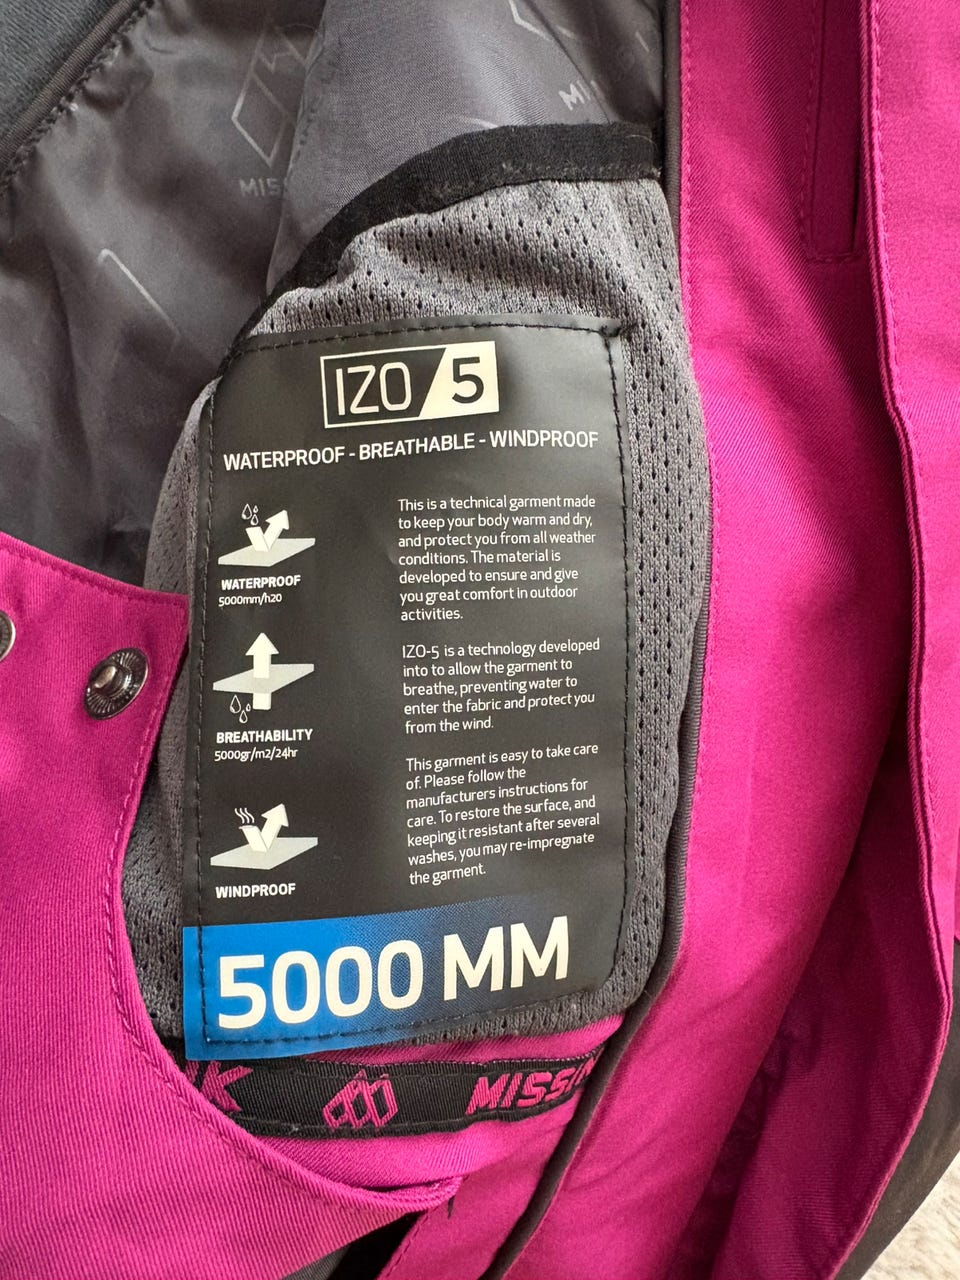 IZO/5
WATERPROOF - BREATHABLE - WINDPROOF
WATERPROOF
5000mm/h20
BREATHABILITY
5000gr/m2/24hr
WINDPROOF
This is a technical garment made
to keep your body warm and dry,
and protect you from all weather
conditions. The material is
developed to ensure and give
you great comfort in outdoor
activities.
IZO-5 is a technology developed
into to allow the garment to
breathe, preventing water to
enter the fabric and protect you
from the wind.
This garment is easy to take care
of. Please follow the
manufacturers instructions for
care. To restore the surface, and
keeping it resistant after several
washes, you may re-impregnate
the garment.
5000 MM